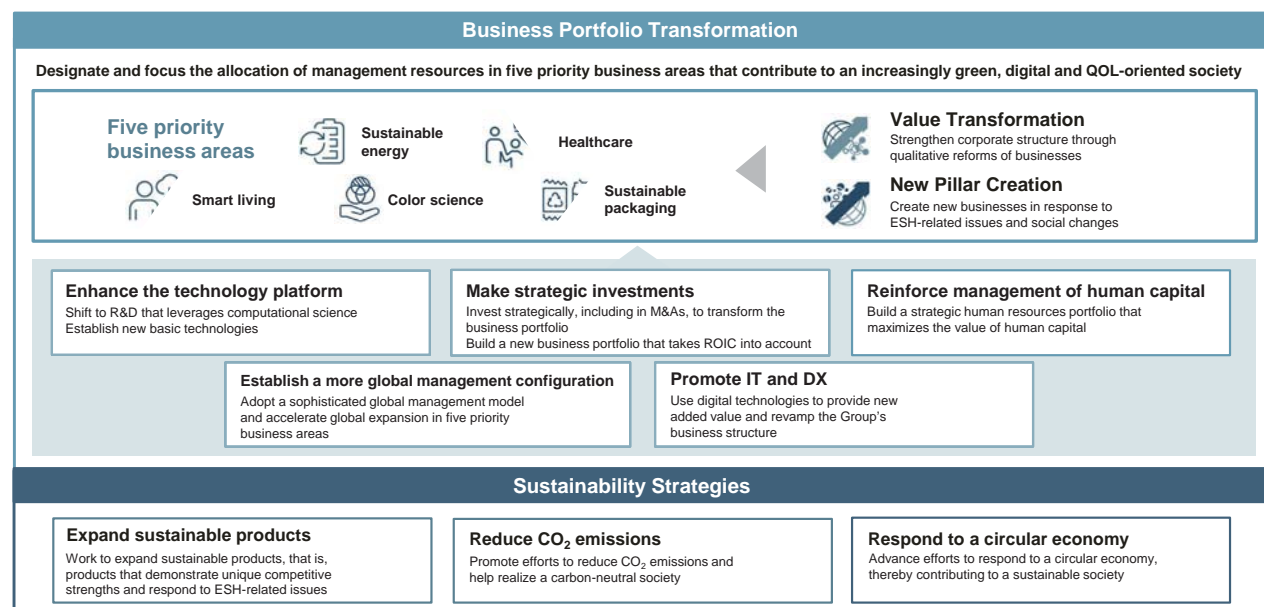 Business Portfolio Transformation
Designate and focus the allocation of management resources in five priority business areas that contribute to an increasingly green, digital and QOL-oriented society
Five priority
business areas
Sustainable
energy
Healthcare
Smart living
Color science
Sustainable
packaging
Value Transformation
Strengthen corporate structure through
qualitative reforms of businesses
New Pillar Creation
Create new businesses in response to
ESH-related issues and social changes
Enhance the technology platform
Shift to R&D that leverages computational science
Establish new basic technologies
Make strategic investments
Invest strategically, including in M&As, to transform the
business portfolio
Build a new business portfolio that takes ROIC into account
Reinforce management of human capital
Build a strategic human resources portfolio that
maximizes the value of human capital
Establish a more global management configuration
Adopt a sophisticated global management model
and accelerate global expansion in five priority
business areas
Promote IT and DX
Use digital technologies to provide new
added value and revamp the Group's
business structure
Sustainability Strategies
Expand sustainable products
Work to expand sustainable products, that is,
products that demonstrate unique competitive
strengths and respond to ESH-related issues
Reduce CO₂ emissions
Promote efforts to reduce CO₂ emissions and
help realize a carbon-neutral society
Respond to a circular economy
Advance efforts to respond to a circular economy,
thereby contributing to a sustainable society